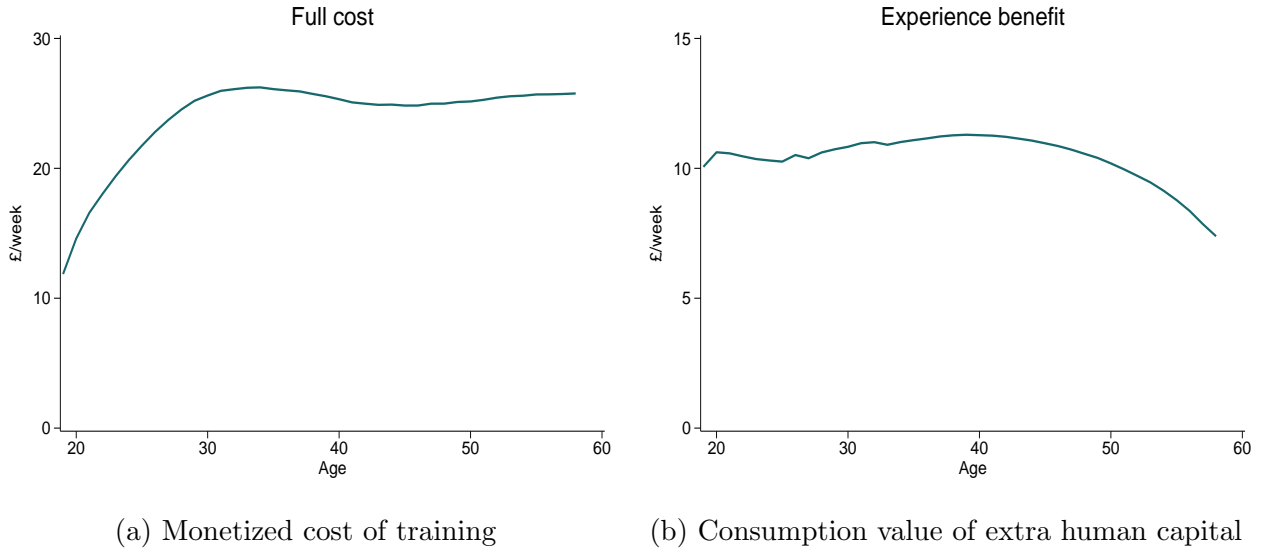 Full cost
30
20
10
0
£/week
20 30 40 50 60
Age
(a) Monetized cost of training
Experience benefit
15
10
5
0
£/week
20 30 40 50 60
Age
(b) Consumption value of extra human capital